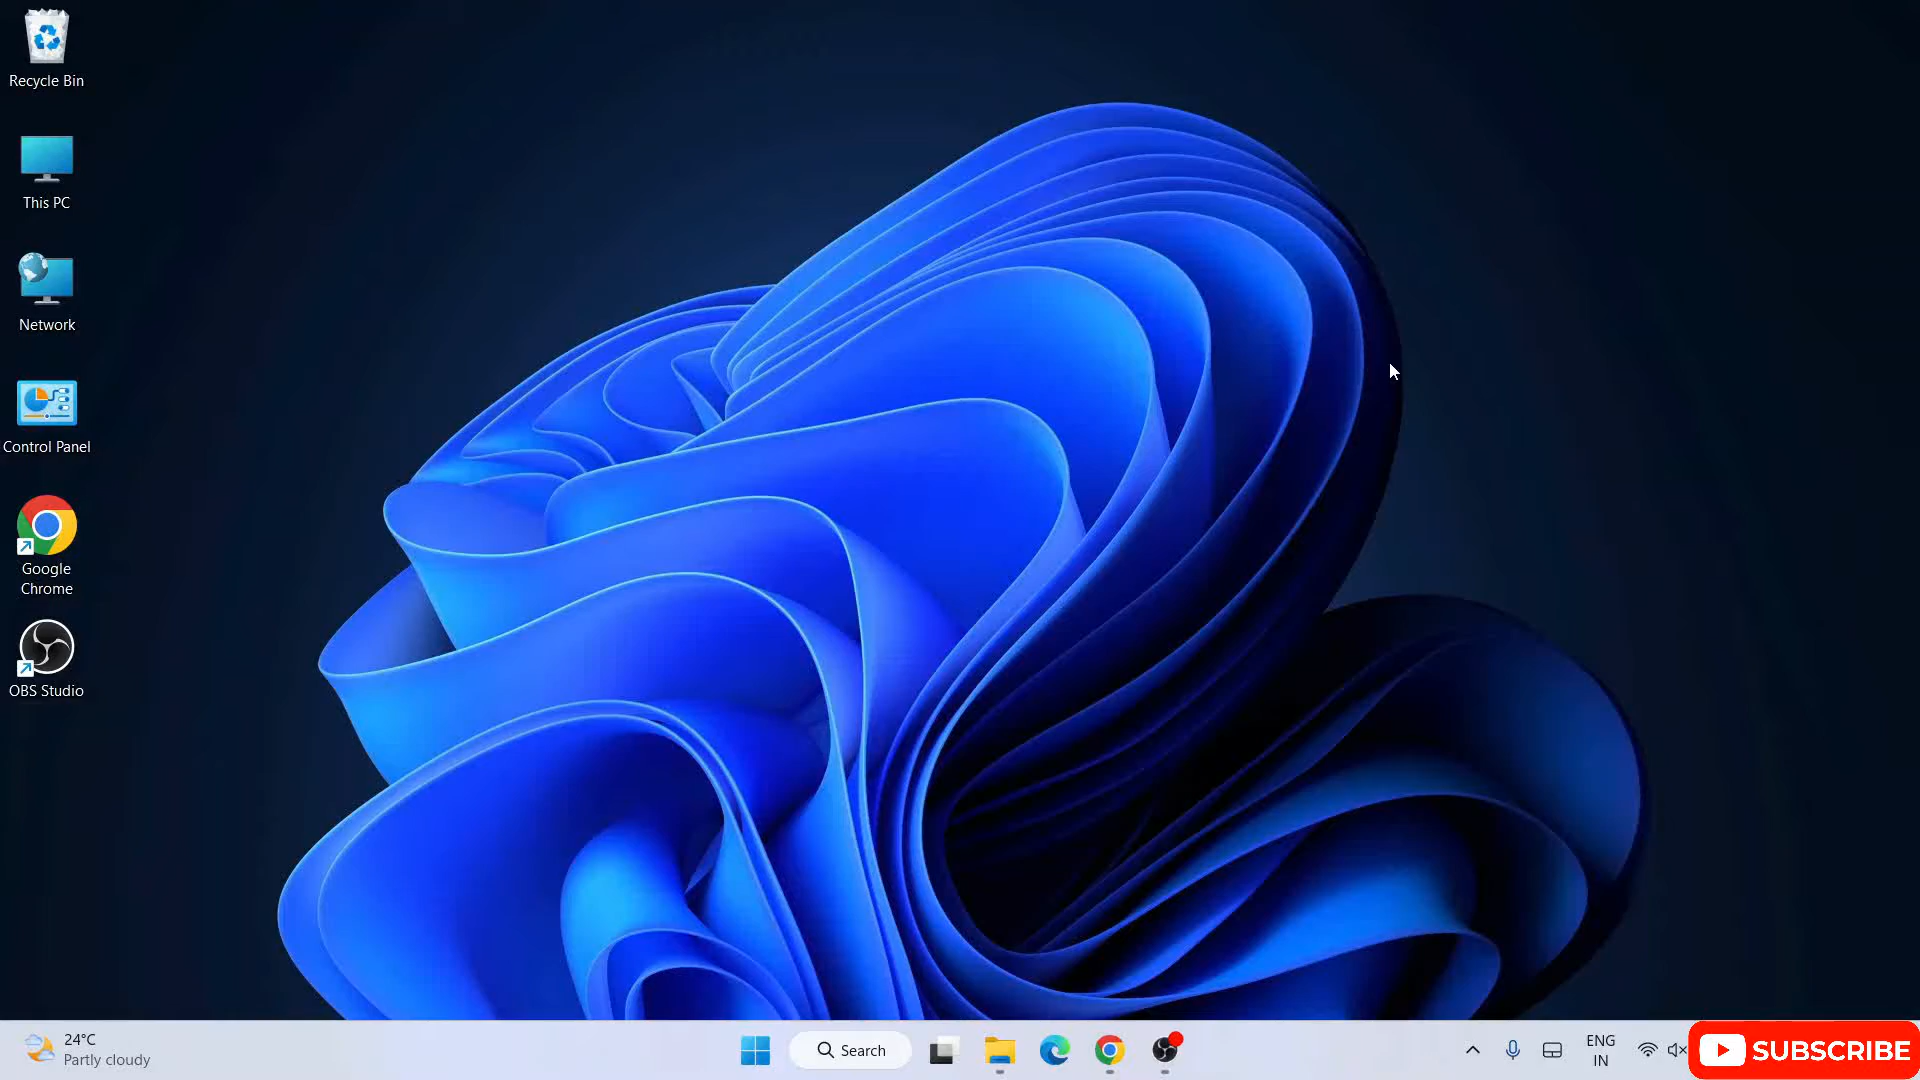 Recycle Bin
This PC
Network
Control Panel
Google
Chrome
OBS Studio
24°C
Partly cloudy
Search
ENG
IN
SUBSCRIBE